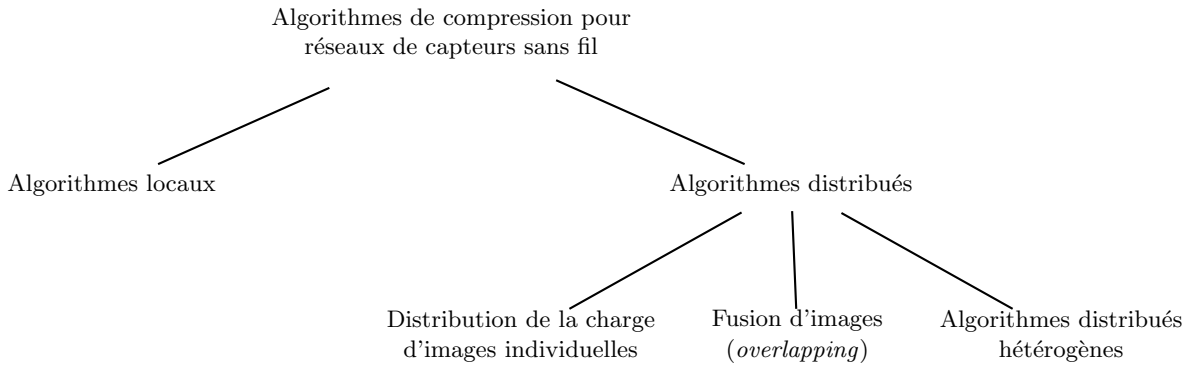 Algorithmes de compression pour
réseaux de capteurs sans fil
Algorithmes locaux
Algorithmes distribués
Distribution de la charge
d'images individuelles
Fusion d'images
(overlapping)
Algorithmes distribués
hétérogènes